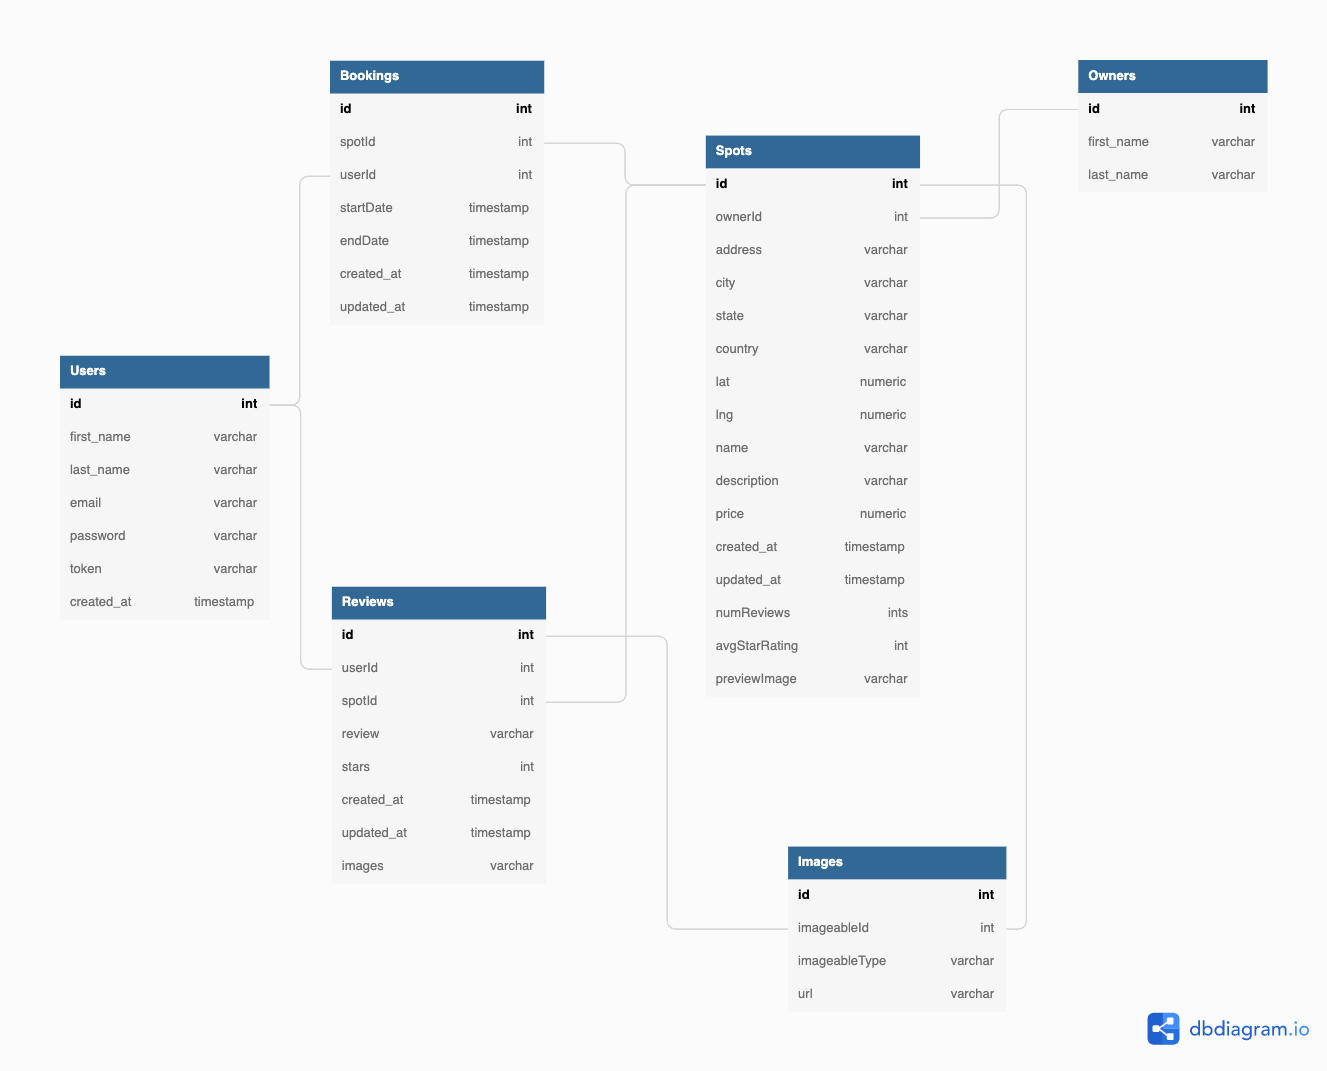 Bookings
id int
spotId int
userId int
startDate timestamp
endDate timestamp
created_at timestamp
updated_at timestamp
Owners
id int
first_name varchar
last_name varchar
Spots
id int
ownerId int
address varchar
city varchar
state varchar
country varchar
lat numeric
lng numeric
name varchar
description varchar
price numeric
created_at timestamp
updated_at timestamp
numReviews ints
avgStarRating int
previewImage varchar
Users
id int
first_name varchar
last_name varchar
email varchar
password varchar
token varchar
created_at timestamp
Reviews
id int
userId int
spotId int
review varchar
stars int
created_at timestamp
updated_at timestamp
images varchar
Images
id int
imageableId int
imageableType varchar
url varchar
dbdiagram.io